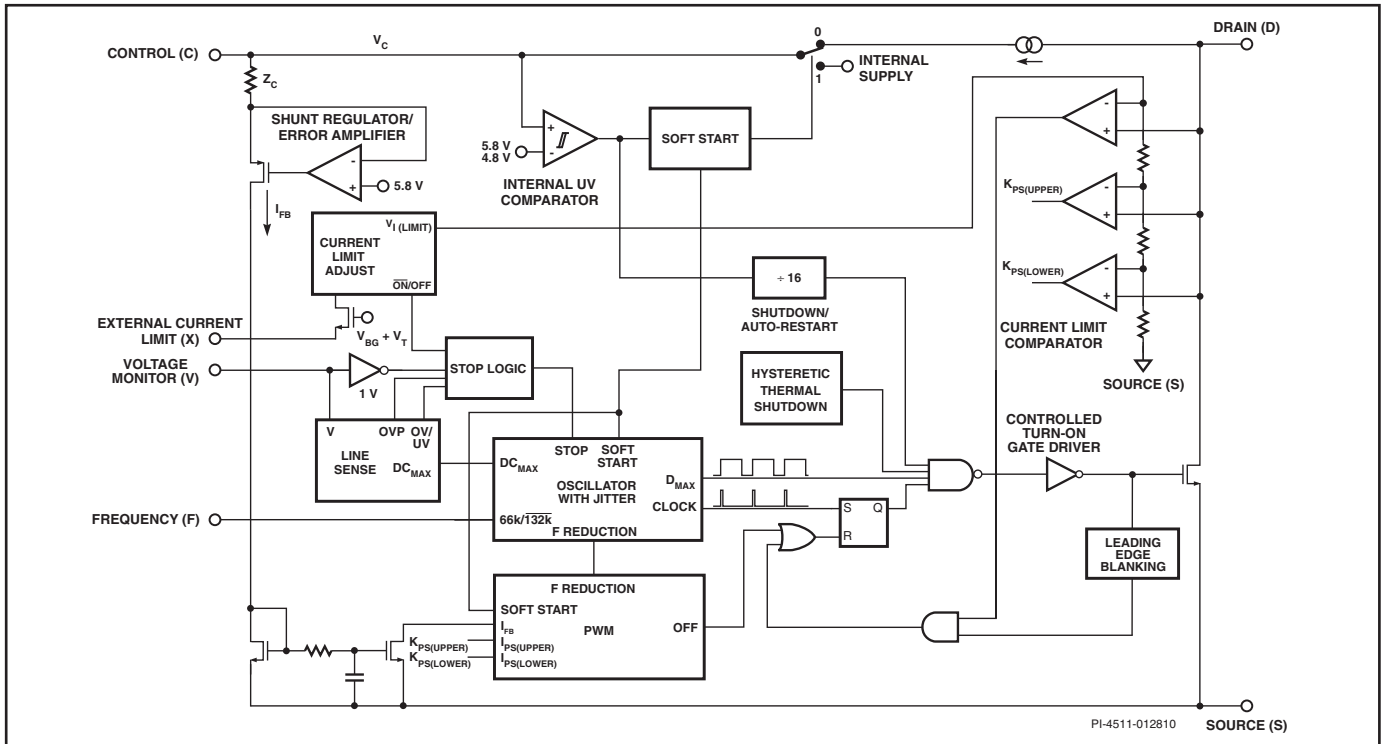 CONTROL (C)
V_C
0
DRAIN (D)
Z_C
1
INTERNAL
SUPPLY
SHUNT REGULATOR/
ERROR AMPLIFIER
-
+
5.8 V
I_FB
+
-
5.8 V
4.8 V
INTERNAL UV
COMPARATOR
SOFT START
-
+
K_PS(UPPER)
-
+
K_PS(LOWER)
-
+
CURRENT LIMIT
COMPARATOR
SOURCE (S)
V_I (LIMIT)
CURRENT
LIMIT
ADJUST
ON/OFF
÷ 16
SHUTDOWN/
AUTO-RESTART
EXTERNAL CURRENT
LIMIT (X)
V_BG + V_T
VOLTAGE
MONITOR (V)
1 V
STOP LOGIC
HYSTERETIC
THERMAL
SHUTDOWN
V
OVP
OV/
UV
LINE
SENSE
DC_MAX
CONTROLLED
TURN-ON
GATE DRIVER
STOP
SOFT
START
DC_MAX
OSCILLATOR
WITH JITTER
D_MAX
CLOCK
66k/132k
F REDUCTION
FREQUENCY (F)
S
Q
R
LEADING
EDGE
BLANKING
F REDUCTION
SOFT START
I_FB
PWM
OFF
K_PS(UPPER)
I_PS(UPPER)
K_PS(LOWER)
I_PS(LOWER)
PI-4511-012810
SOURCE (S)